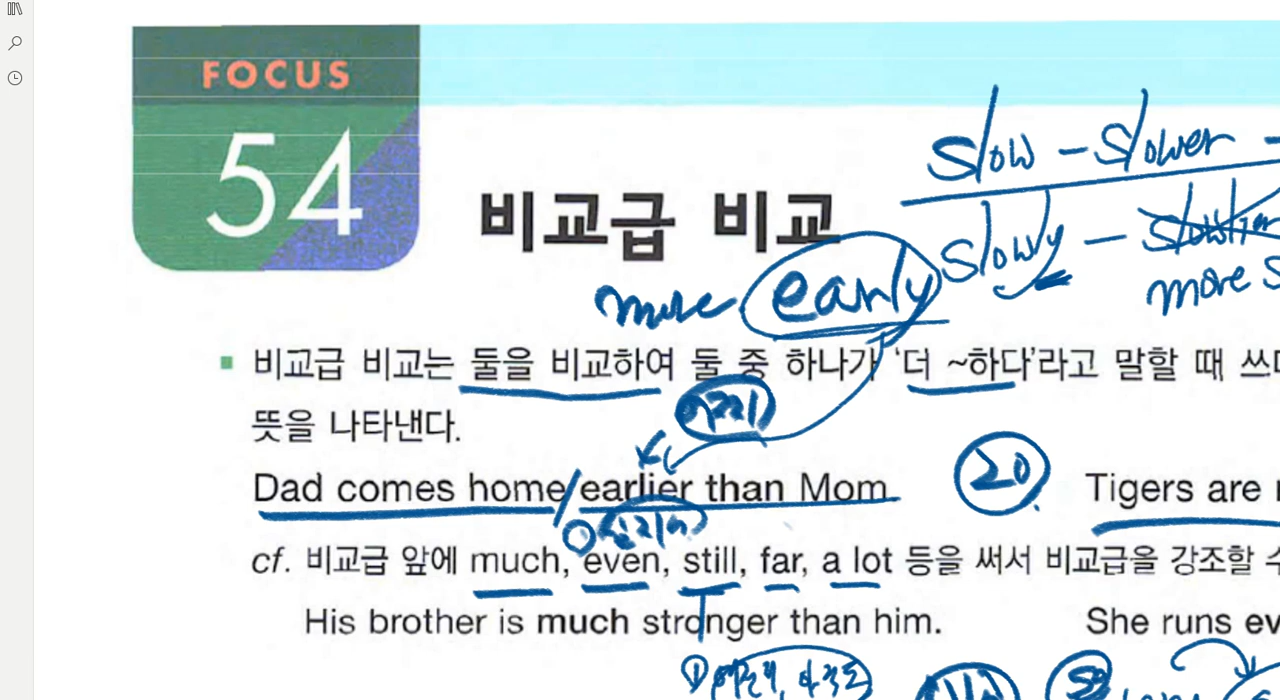 FOCUS
54
slow - slower -
비교급 비교
slowly - slowlier
more early
more s
비교급 비교는 둘을 비교하여 둘 중 하나가 '더 ~하다'라고 말할 때 쓰
뜻을 나타낸다.
Dad comes home/earlier than Mom
20
Tigers are
cf. 비교급 앞에 much, even, still, far, a lot 등을 써서 비교급을 강조할 수
His brother is much stronger than him.
She runs ev